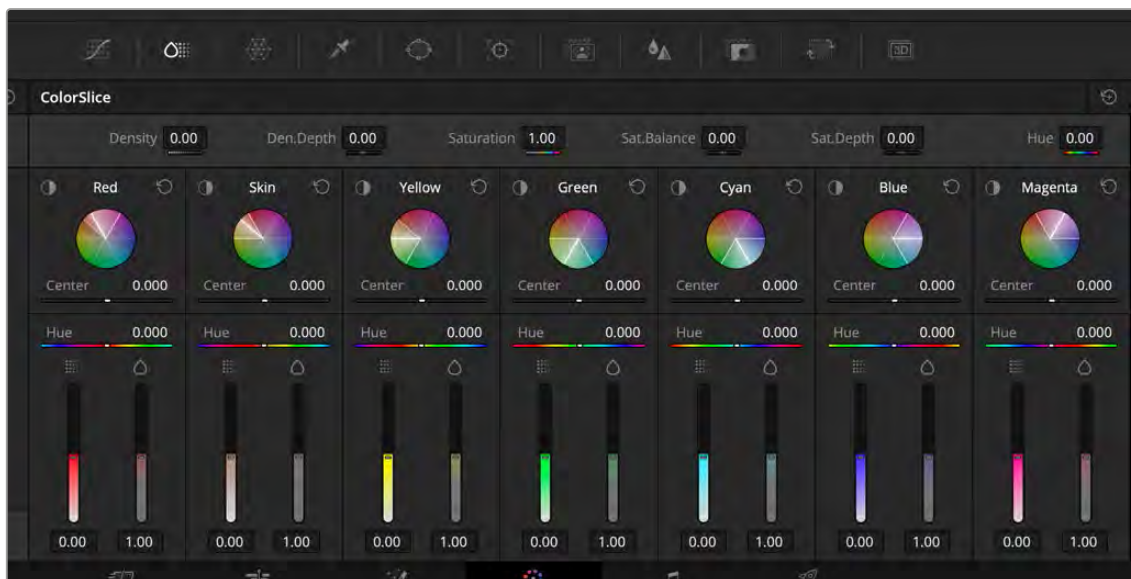 3D
ColorSlice
Density 0.00 Den.Depth 0.00 Saturation 1.00 Sat.Balance 0.00 Sat.Depth 0.00 Hue 0.00
Red Skin Yellow Green Cyan Blue Magenta
Center 0.000 Center 0.000 Center 0.000 Center 0.000 Center 0.000 Center 0.000 Center 0.000
Hue 0.000 Hue 0.000 Hue 0.000 Hue 0.000 Hue 0.000 Hue 0.000 Hue 0.000
0.00 1.00 0.00 1.00 0.00 1.00 0.00 1.00 0.00 1.00 0.00 1.00 0.00 1.00